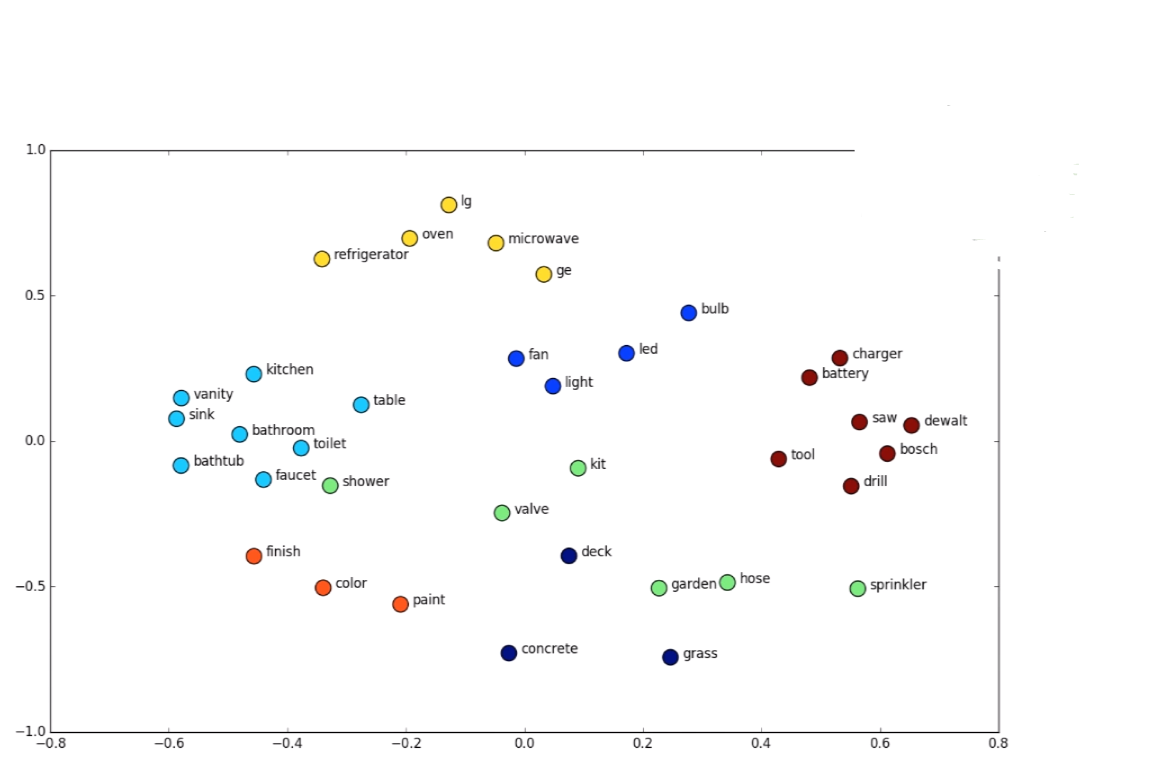 1.0
lg
oven
microwave
refrigerator
ge
0.5
bulb
led
fan
charger
light
battery
kitchen
vanity
table
sink
saw
dewalt
bathroom
0.0
toilet
bosch
tool
bathtub
kit
faucet
shower
drill
valve
finish
deck
hose
color
garden
sprinkler
−0.5
paint
concrete
grass
−1.0
−0.8 −0.6 −0.4 −0.2 0.0 0.2 0.4 0.6 0.8